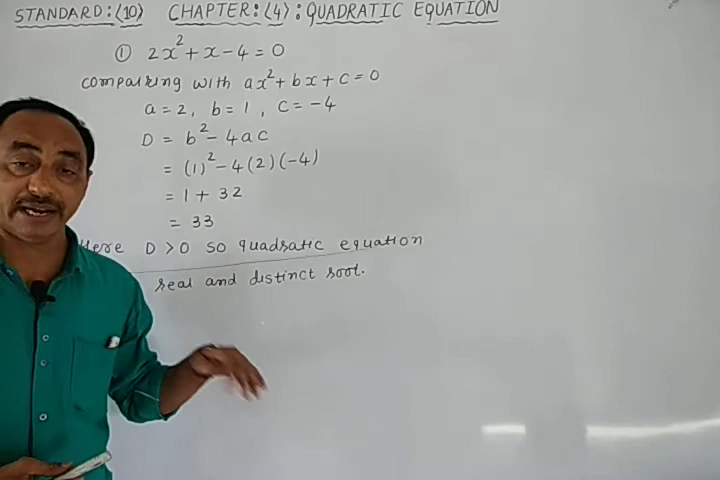 STANDARD:⟨10⟩ CHAPTER:⟨4⟩: QUADRATIC EQUATION
① 2x² + x - 4 = 0
comparing with ax² + bx + c = 0
a = 2, b = 1, c = -4
D = b² - 4ac
= (1)² - 4(2)(-4)
= 1 + 32
= 33
Here D > 0 so quadratic equation
real and distinct root.